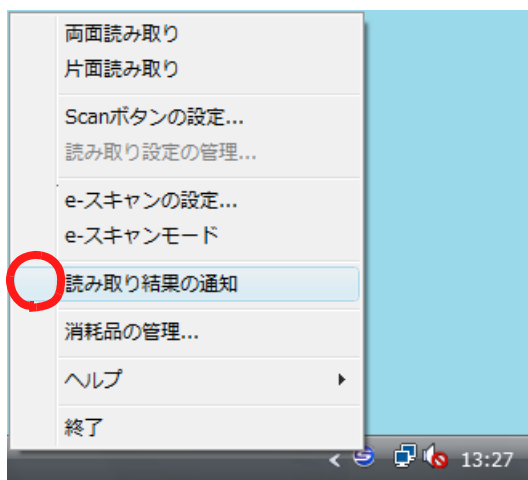 両面読み取り
片面読み取り
Scanボタンの設定...
読み取り設定の管理...
e-スキャンの設定...
e-スキャンモード
読み取り結果の通知
消耗品の管理...
ヘルプ
終了
13:27